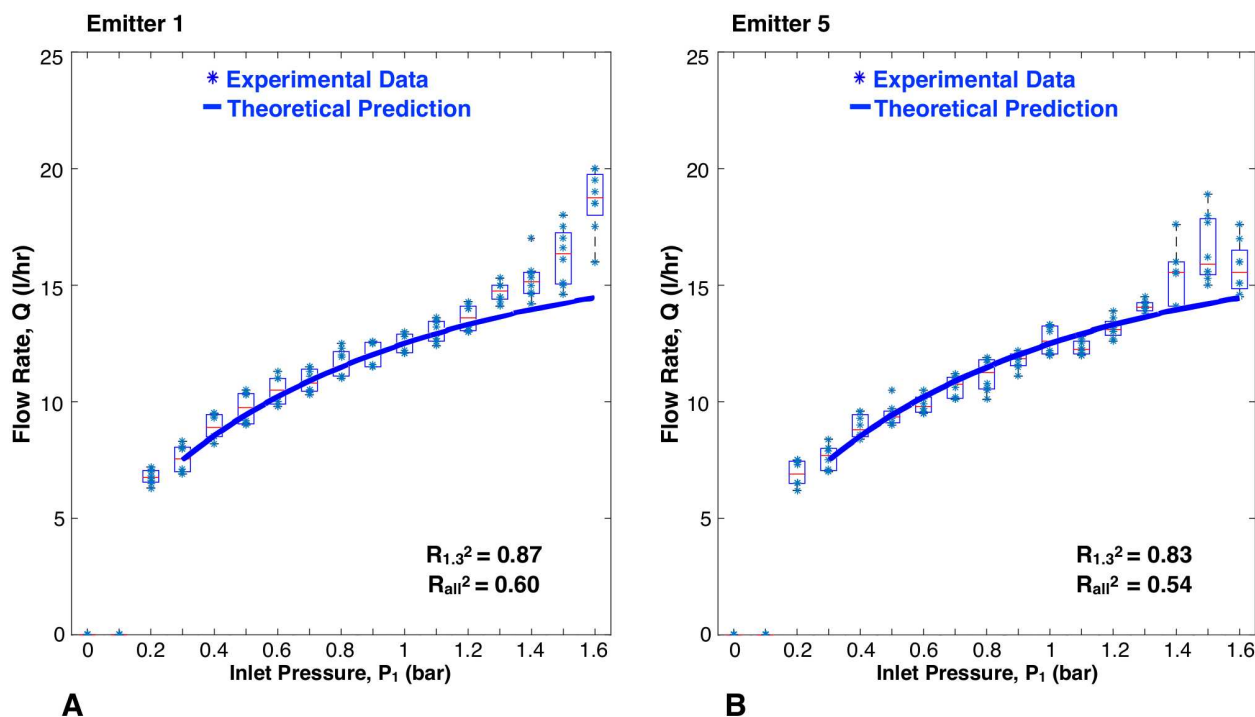 Emitter 1
25
20
15
10
5
0
Flow Rate, Q (l/hr)
Experimental Data
Theoretical Prediction
R1.3² = 0.87
Rall² = 0.60
0 0.2 0.4 0.6 0.8 1 1.2 1.4 1.6
Inlet Pressure, P1 (bar)
A
Emitter 5
25
20
15
10
5
0
Flow Rate, Q (l/hr)
Experimental Data
Theoretical Prediction
R1.3² = 0.83
Rall² = 0.54
0 0.2 0.4 0.6 0.8 1 1.2 1.4 1.6
Inlet Pressure, P1 (bar)
B